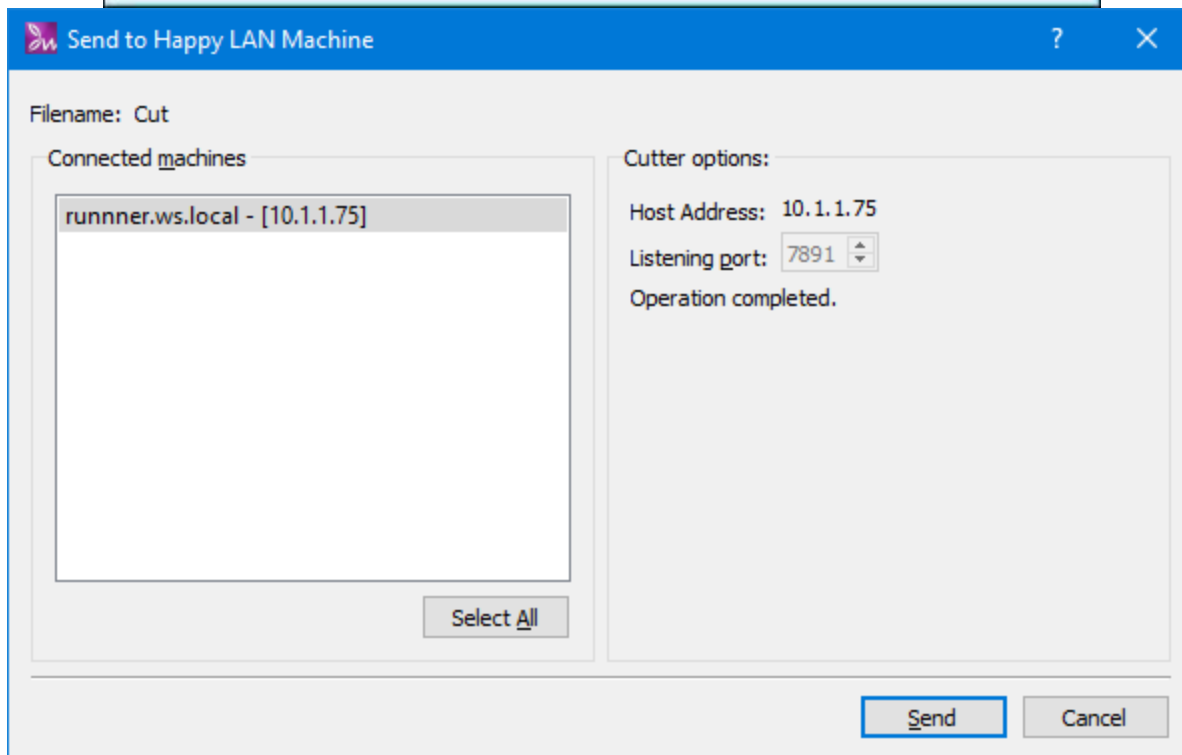 Send to Happy LAN Machine
Filename: Cut
Connected machines
runnner.ws.local - [10.1.1.75]
Select All
Cutter options:
Host Address: 10.1.1.75
Listening port: 7891
Operation completed.
Send Cancel